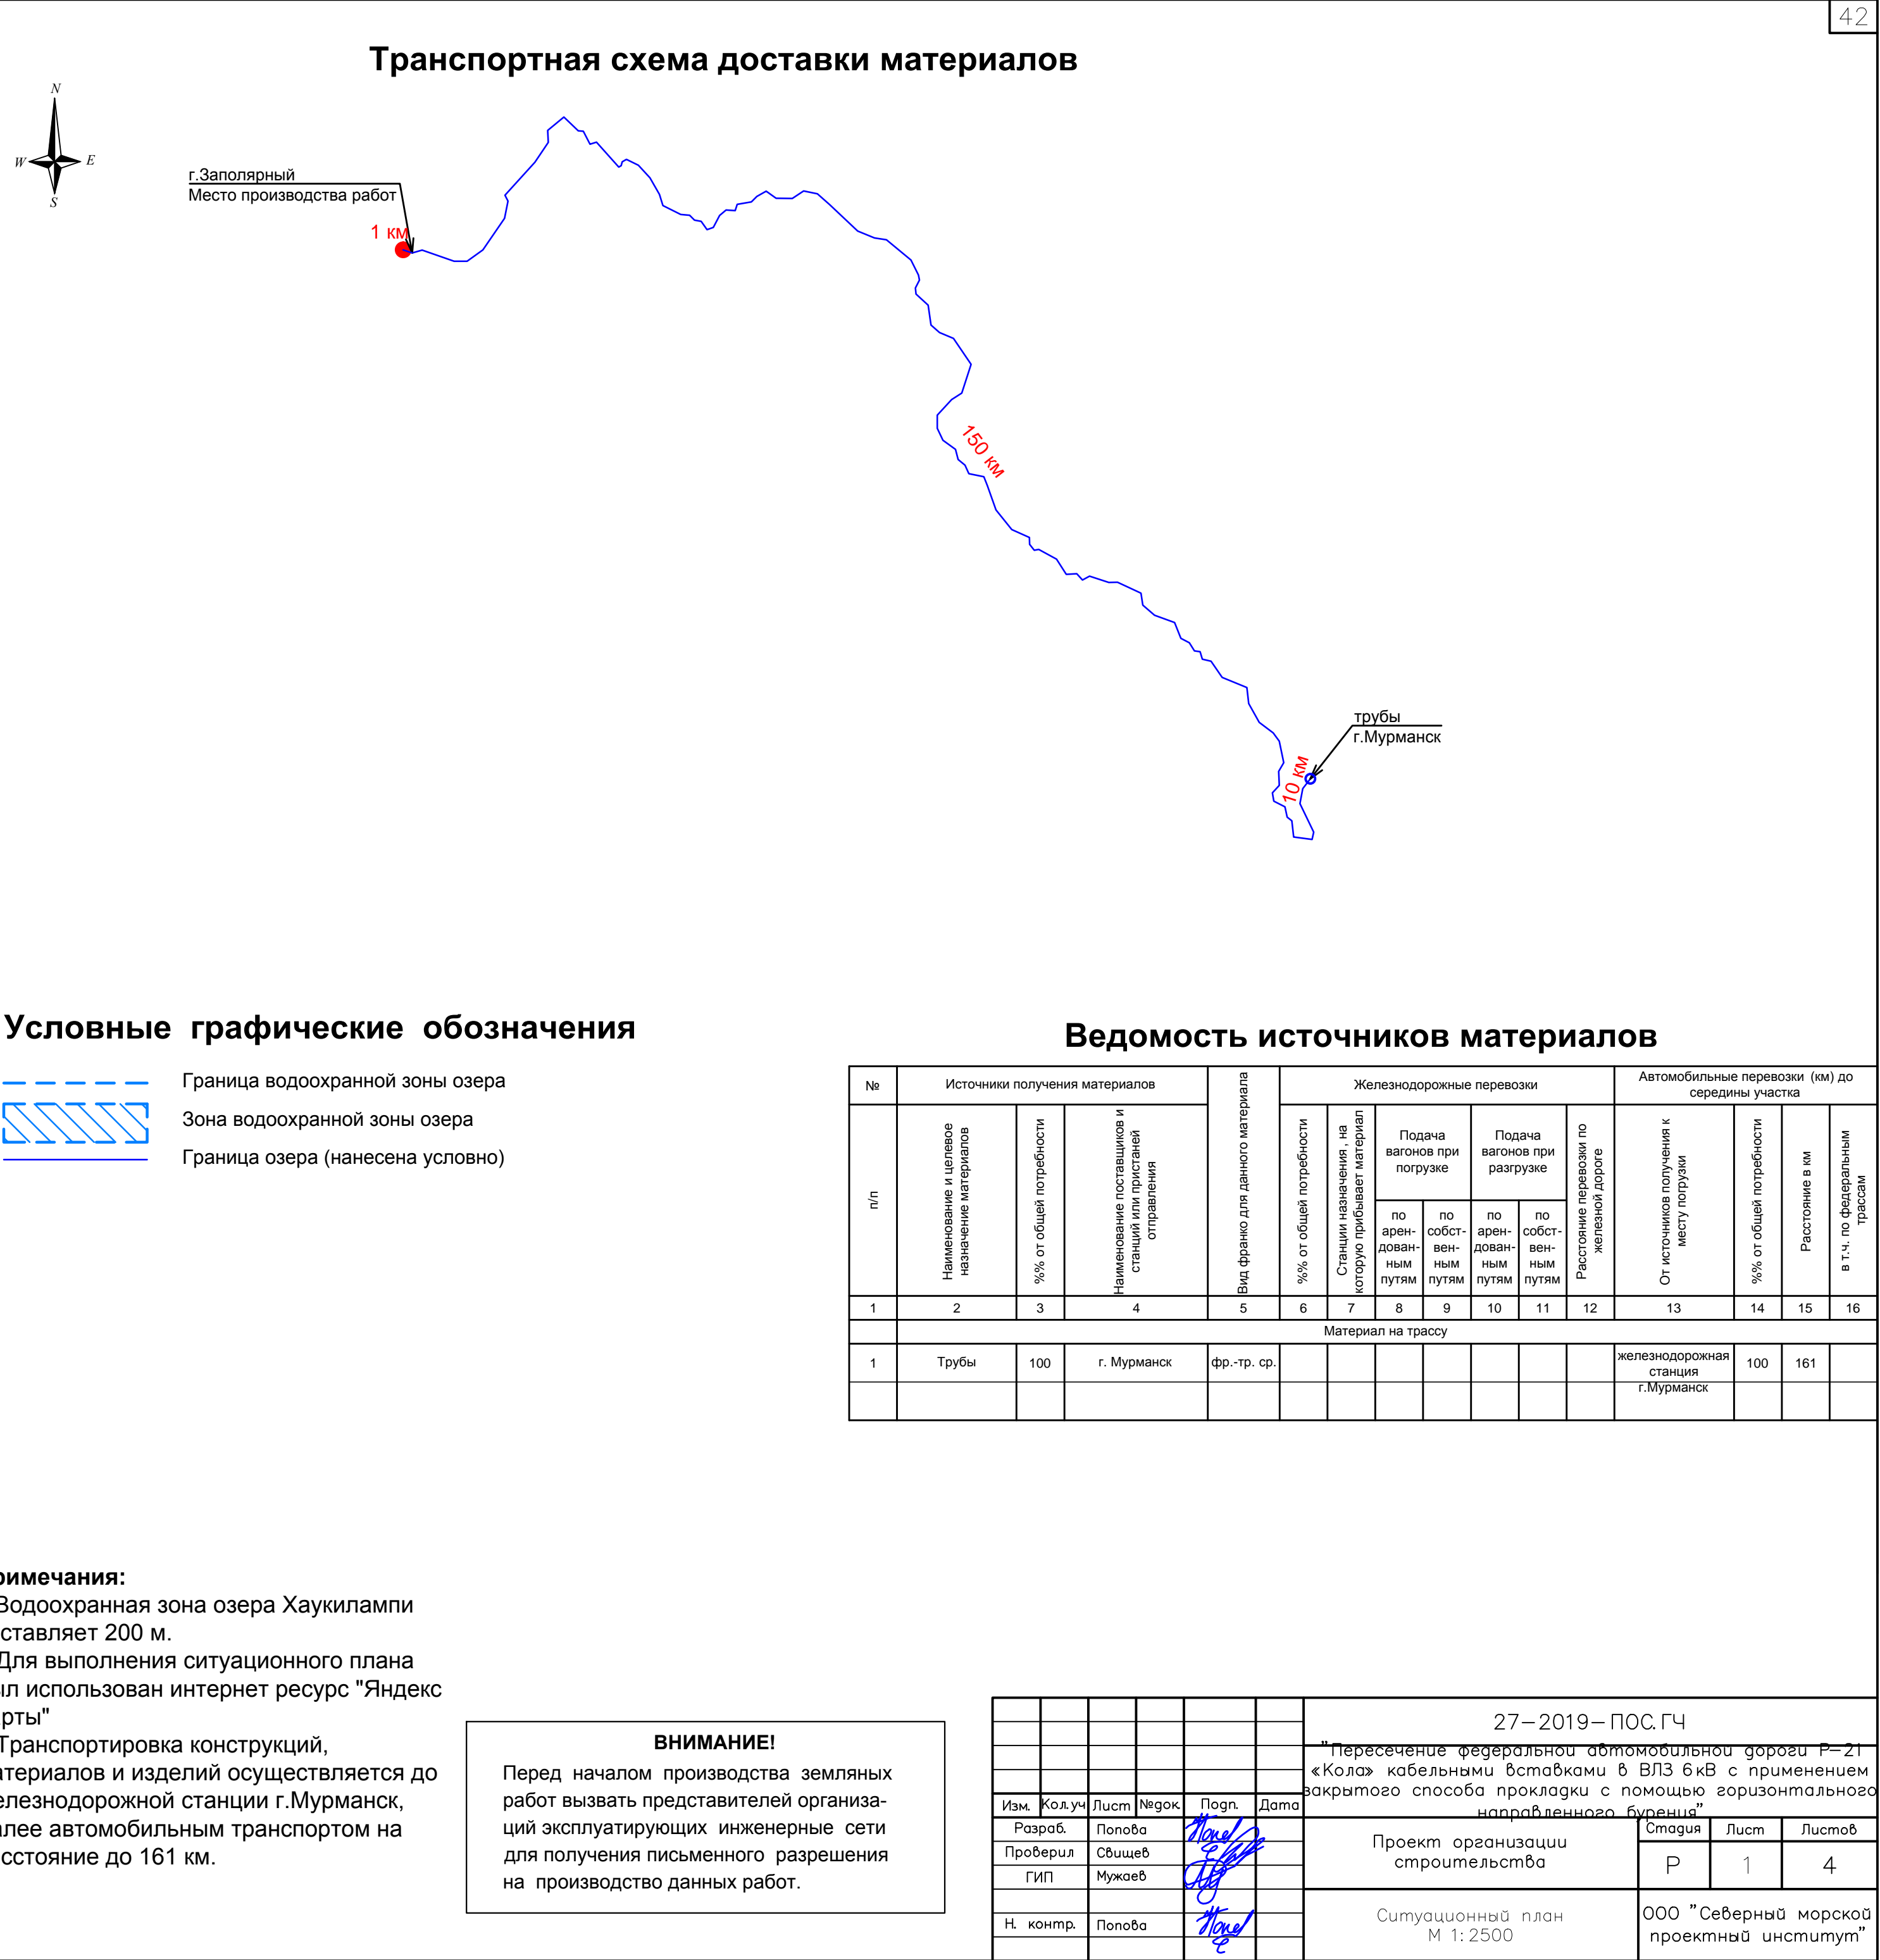 42
Транспортная схема доставки материалов
N
W
E
S
г.Заполярный
Место производства работ
1 км
150 км
трубы
г.Мурманск
10 км
Условные графические обозначения
Граница водоохранной зоны озера
Зона водоохранной зоны озера
Граница озера (нанесена условно)
Ведомость источников материалов
№
п/п
Источники получения материалов
Наименование и целевое
назначение материалов
%% от общей потребности
Наименование поставщиков и
станций или пристаней
отправления
Вид франко для данного материала
Железнодорожные перевозки
%% от общей потребности
Станции назначения , на
которую прибывает материал
Подача
вагонов при
погрузке
по
арен-
дован-
ным
путям
по
собст-
вен-
ным
путям
Подача
вагонов при
разгрузке
по
арен-
дован-
ным
путям
по
собст-
вен-
ным
путям
Расстояние перевозки по
железной дороге
Автомобильные перевозки (км) до
середины участка
От источников получения к
месту погрузки
%% от общей потребности
Расстояние в км
в т.ч. по федеральным
трассам
1 2 3 4 5 6 7 8 9 10 11 12 13 14 15 16
Материал на трассу
1 Трубы 100 г. Мурманск фр.-тр. ср. железнодорожная 100 161
станция
г.Мурманск
римечания:
Водоохранная зона озера Хаукилампи
ставляет 200 м.
Для выполнения ситуационного плана
ыл использован интернет ресурс "Яндекс
арты"
Транспортировка конструкций,
атериалов и изделий осуществляется до
елезнодорожной станции г.Мурманск,
алее автомобильным транспортом на
сстояние до 161 км.
ВНИМАНИЕ!
Перед началом производства земляных
работ вызвать представителей организа-
ций эксплуатирующих инженерные сети
для получения письменного разрешения
на производство данных работ.
27-2019-ПОС.ГЧ
"Пересечение федеральной автомобильной дороги Р-21
«Кола» кабельными вставками в ВЛЗ 6кВ с применением
закрытого способа прокладки с помощью горизонтального
направленного бурения"
Изм. Кол.уч Лист №док Подп. Дата
Разраб. Попова
Проверил Свищев
ГИП Мужаев
Н. контр. Попова
Проект организации
строительства
Стадия Лист Листов
Р 1 4
Ситуационный план
М 1:2500
ООО "Северный морской
проектный институт"